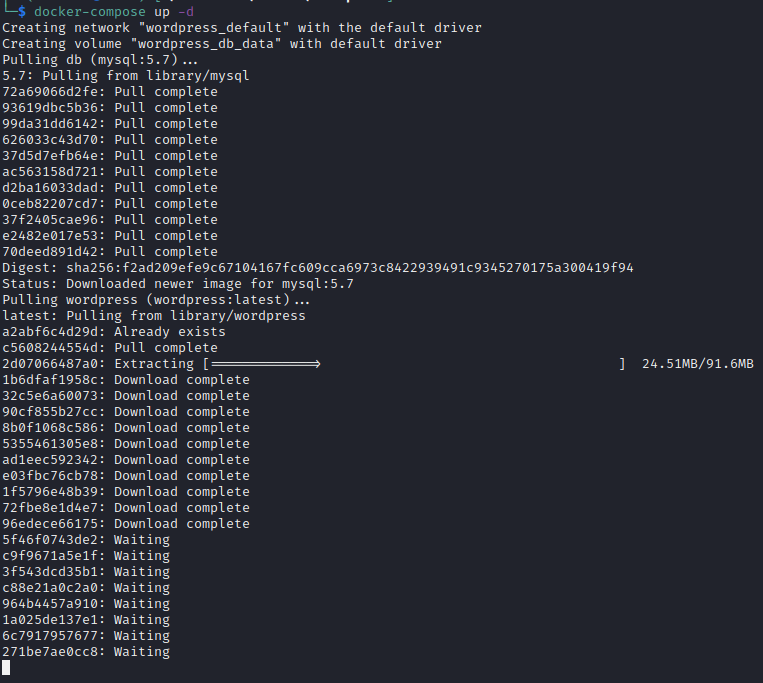 └─$ docker-compose up -d
Creating network "wordpress_default" with the default driver
Creating volume "wordpress_db_data" with default driver
Pulling db (mysql:5.7)...
5.7: Pulling from library/mysql
72a69066d2fe: Pull complete
93619dbc5b36: Pull complete
99da31dd6142: Pull complete
626033c43d70: Pull complete
37d5d7efb64e: Pull complete
ac563158d721: Pull complete
d2ba16033dad: Pull complete
0ceb82207cd7: Pull complete
37f2405cae96: Pull complete
e2482e017e53: Pull complete
70deed891d42: Pull complete
Digest: sha256:f2ad209efe9c67104167fc609cca6973c8422939491c9345270175a300419f94
Status: Downloaded newer image for mysql:5.7
Pulling wordpress (wordpress:latest)...
latest: Pulling from library/wordpress
a2abf6c4d29d: Already exists
c5608244554d: Pull complete
2d07066487a0: Extracting [=============>                                     ]  24.51MB/91.6MB
1b6dfaf1958c: Download complete
32c5e6a60073: Download complete
90cf855b27cc: Download complete
8b0f1068c586: Download complete
5355461305e8: Download complete
ad1eec592342: Download complete
e03fbc76cb78: Download complete
1f5796e48b39: Download complete
72fbe8e1d4e7: Download complete
96edece66175: Download complete
5f46f0743de2: Waiting
c9f9671a5e1f: Waiting
3f543dcd35b1: Waiting
c88e21a0c2a0: Waiting
964b4457a910: Waiting
1a025de137e1: Waiting
6c7917957677: Waiting
271be7ae0cc8: Waiting